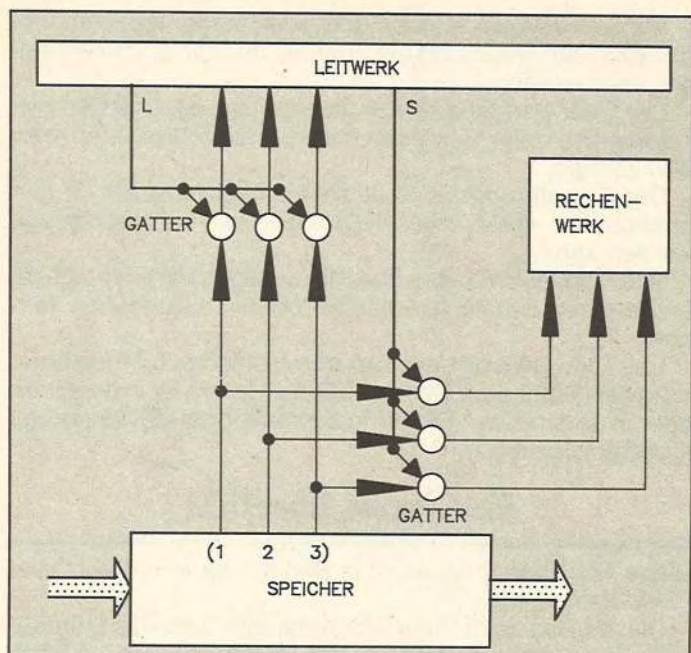 LEITWERK
L
S
RECHEN-
WERK
GATTER
GATTER
(1 2 3)
SPEICHER